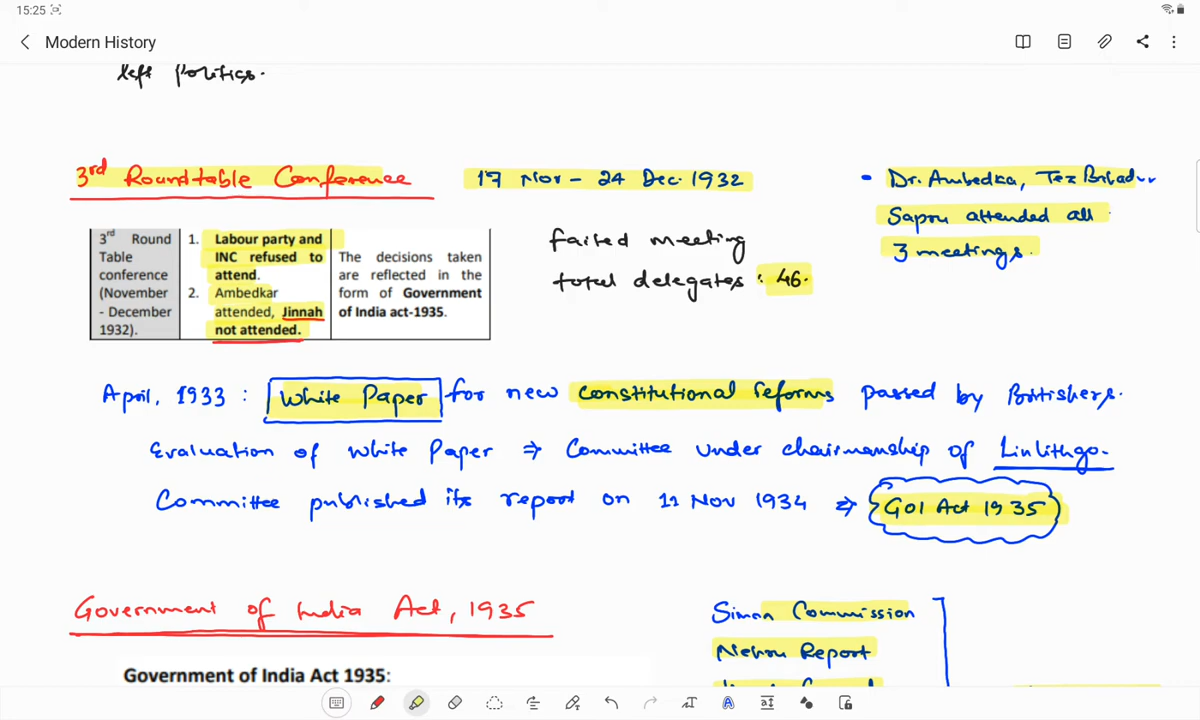 15:25
Modern History
left politics.
3rd Roundtable Conference
17 Nov - 24 Dec. 1932
• Dr. Ambedka, Tez Bahadur
Sapru attended all
3 meetings.
3rd Round Table conference (November - December 1932).
1. Labour party and INC refused to attend.
2. Ambedkar attended, Jinnah not attended.
The decisions taken are reflected in the form of Government of India act-1935.
failed meeting
total delegates : 46.
April, 1933 : White Paper for new constitutional reforms passed by Britishers.
Evaluation of White Paper ⇒ Committee under chairmanship of Linlithgo.
Committee published its report on 11 Nov 1934 ⇒ GOI Act 1935
Government of India Act, 1935
Simon Commission
Nehru Report
Government of India Act 1935: